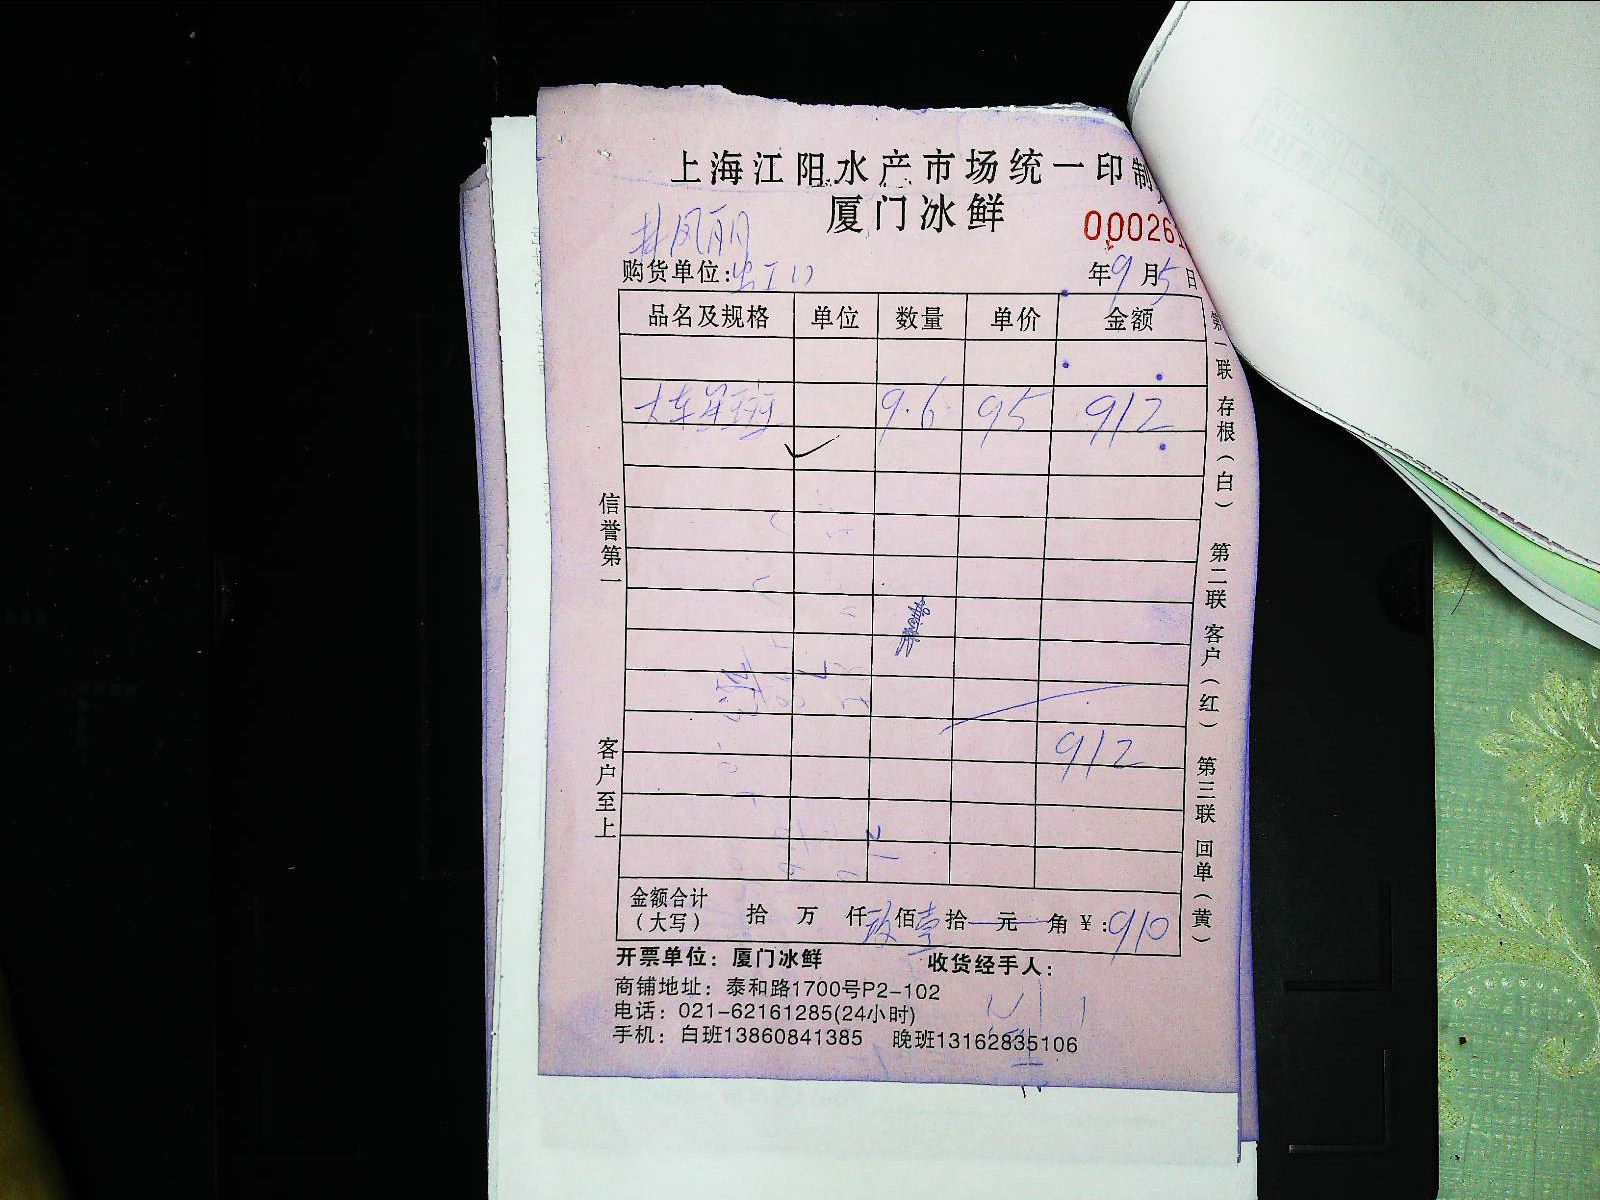 上海江阳水产市场统一印制
厦门冰鲜
林凤丽
00026
购货单位: 年9月5日
品名及规格 单位 数量 单价 金额
9.6 95 912
912
金额合计（大写） 拾 万 仟玖佰壹拾 元 角 ¥:910
开票单位：厦门冰鲜 收货经手人：
商铺地址：泰和路1700号P2-102
电话：021-62161285(24小时)
手机：白班13860841385 晚班13162835106
信誉第一
客户至上
第一联 存根（白） 第二联 客户（红） 第三联 回单（黄）